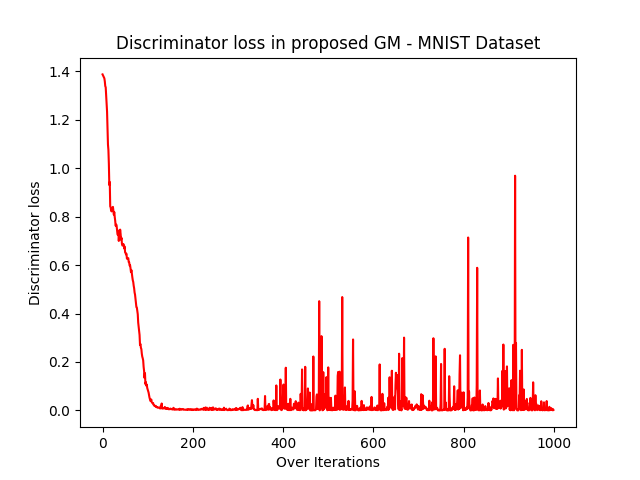 Discriminator loss in proposed GM - MNIST Dataset
1.4
1.2
1.0
0.8
0.6
0.4
0.2
0.0
Discriminator loss
0 200 400 600 800 1000
Over Iterations